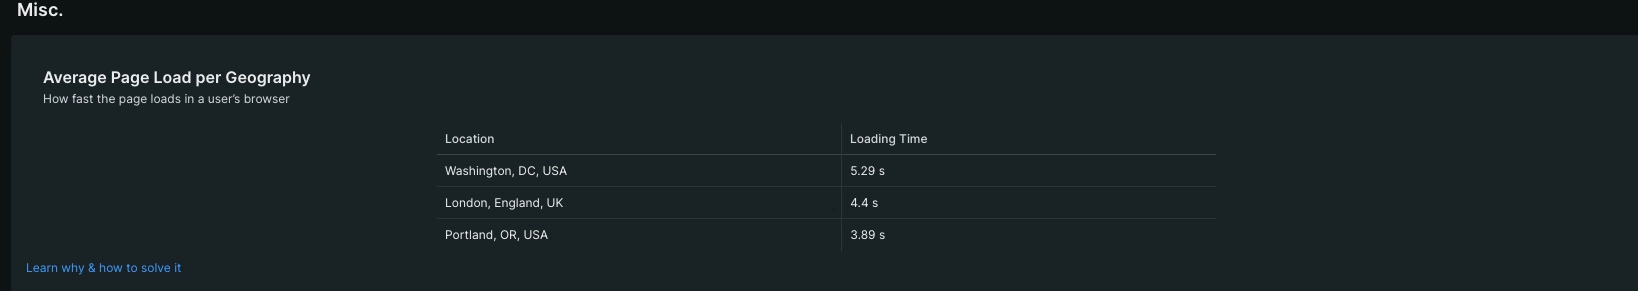 Misc.
Average Page Load per Geography
How fast the page loads in a user's browser
Location Loading Time
Washington, DC, USA 5.29 s
London, England, UK 4.4 s
Portland, OR, USA 3.89 s
Learn why & how to solve it